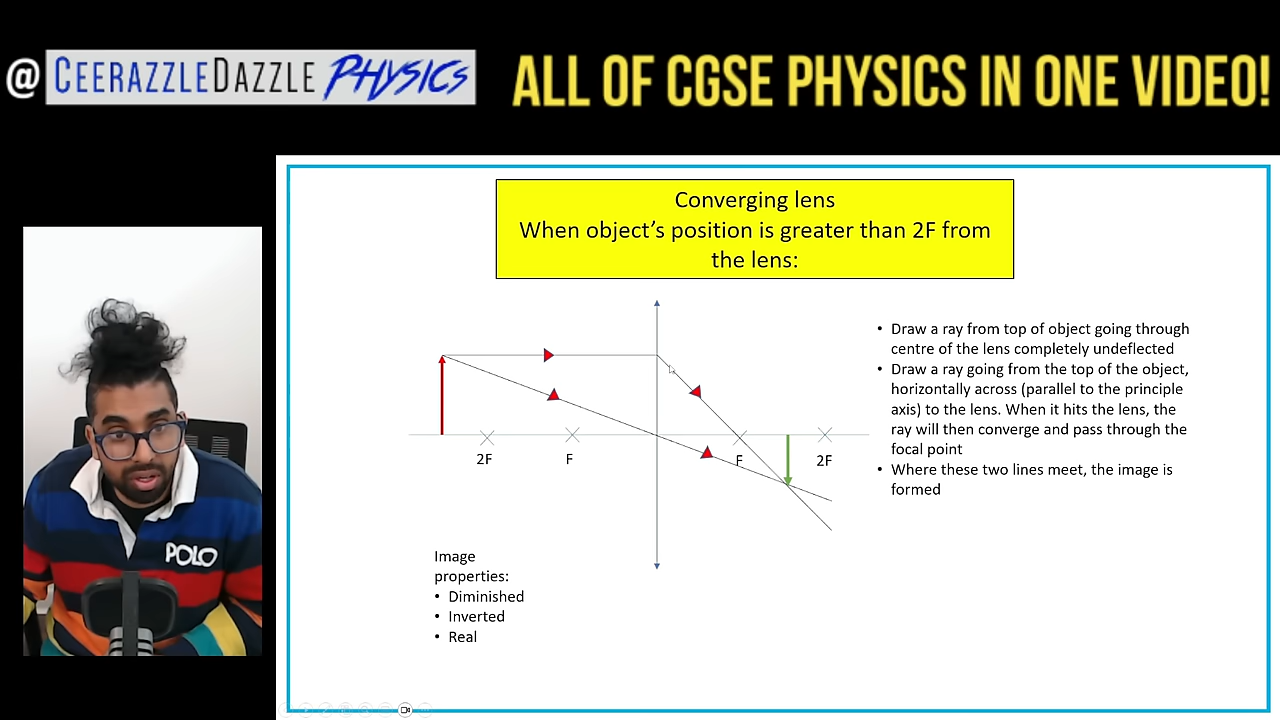 @ CEERAZZLEDAZZLE PHYSICS
ALL OF CGSE PHYSICS IN ONE VIDEO!
Converging lens
When object's position is greater than 2F from
the lens:
• Draw a ray from top of object going through
centre of the lens completely undeflected
• Draw a ray going from the top of the object,
horizontally across (parallel to the principle
axis) to the lens. When it hits the lens, the
ray will then converge and pass through the
focal point
• Where these two lines meet, the image is
formed
2F
F
F
2F
Image
properties:
• Diminished
• Inverted
• Real
POLO